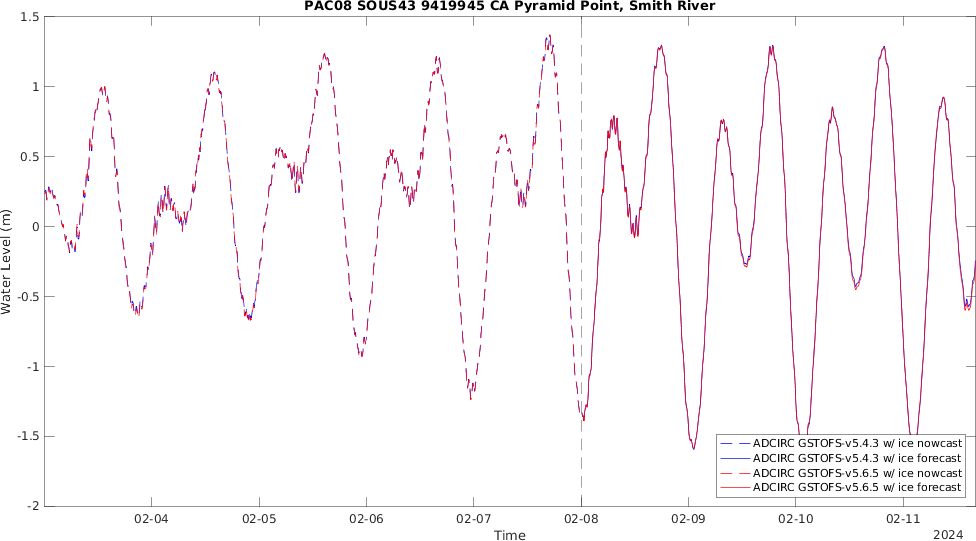 PAC08 SOUS43 9419945 CA Pyramid Point, Smith River
1.5
1
0.5
0
-0.5
-1
-1.5
-2
Water Level (m)
02-04
02-05
02-06
02-07
02-08
02-09
02-10
02-11
Time
2024
ADCIRC GSTOFS-v5.4.3 w/ ice nowcast
ADCIRC GSTOFS-v5.4.3 w/ ice forecast
ADCIRC GSTOFS-v5.6.5 w/ ice nowcast
ADCIRC GSTOFS-v5.6.5 w/ ice forecast